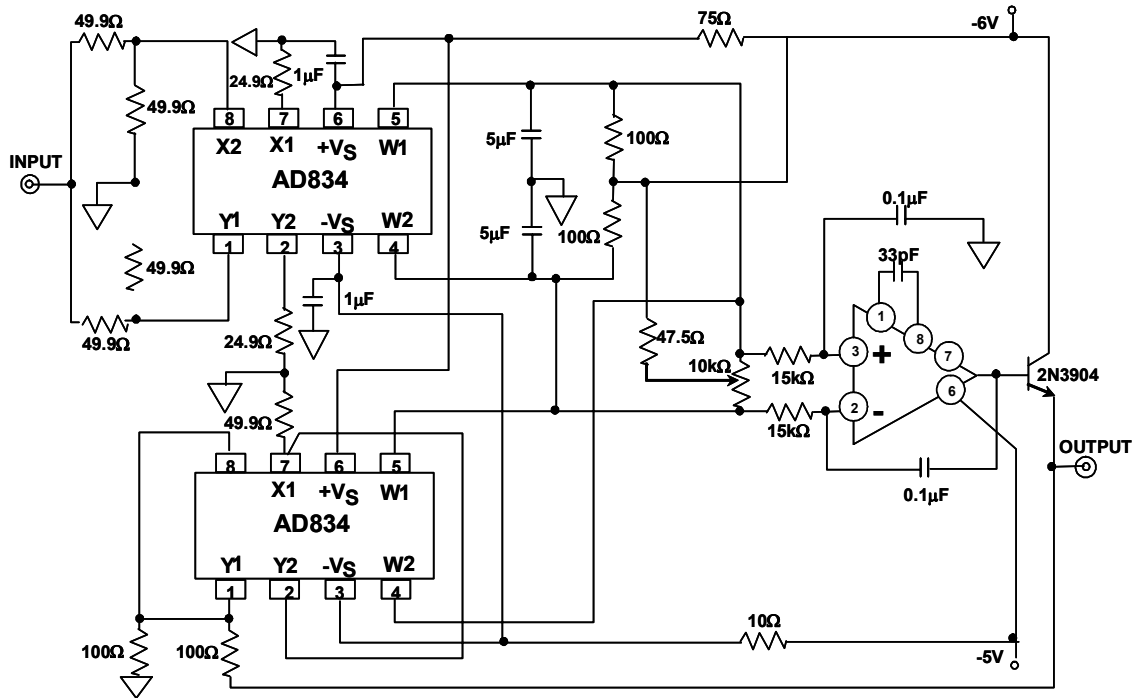 49.9Ω
75Ω
-6V
24.9Ω
1μF
49.9Ω
8
7
6
5
X2
X1
+VS
W1
5μF
100Ω
INPUT
AD834
0.1μF
Y1
Y2
-VS
W2
5μF
100Ω
1
2
3
4
49.9Ω
33pF
1μF
1
49.9Ω
24.9Ω
47.5Ω
8
10kΩ
3
+
7
15kΩ
2N3904
6
49.9Ω
2
-
15kΩ
OUTPUT
8
7
6
5
X1
+VS
W1
0.1μF
AD834
Y1
Y2
-VS
W2
1
2
3
4
10Ω
100Ω
100Ω
-5V